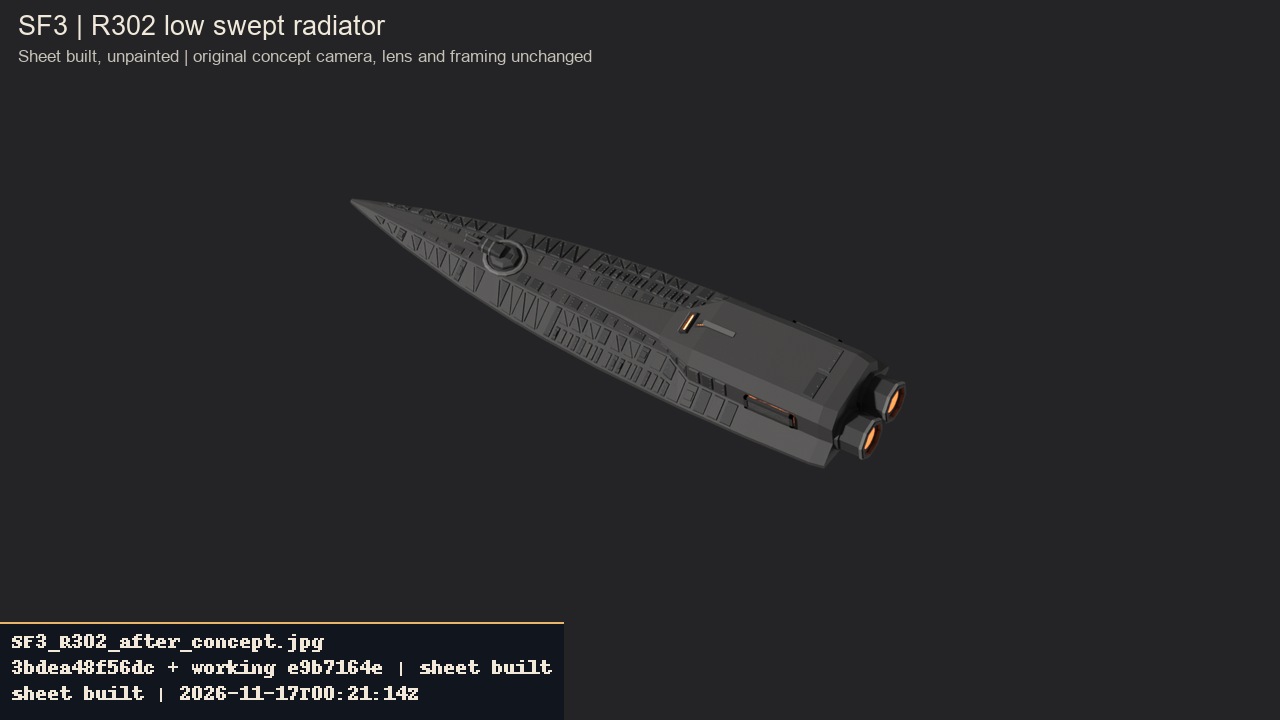 SF3 | R302 low swept radiator
Sheet built, unpainted | original concept camera, lens and framing unchanged
SF3_R302_after_concept.jpg
3bdea48f56dc + working e9b7164e | sheet built
sheet built | 2026-11-17T00:21:14Z